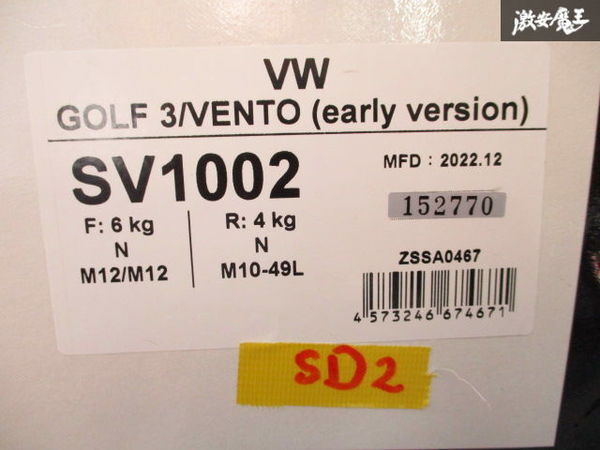 激安魔王
VW
GOLF 3/VENTO (early version)
SV1002
MFD : 2022.12
152770
F: 6 kg
N
M12/M12
R: 4 kg
N
M10-49L
ZSSA0467
4 573246 674671
SD2